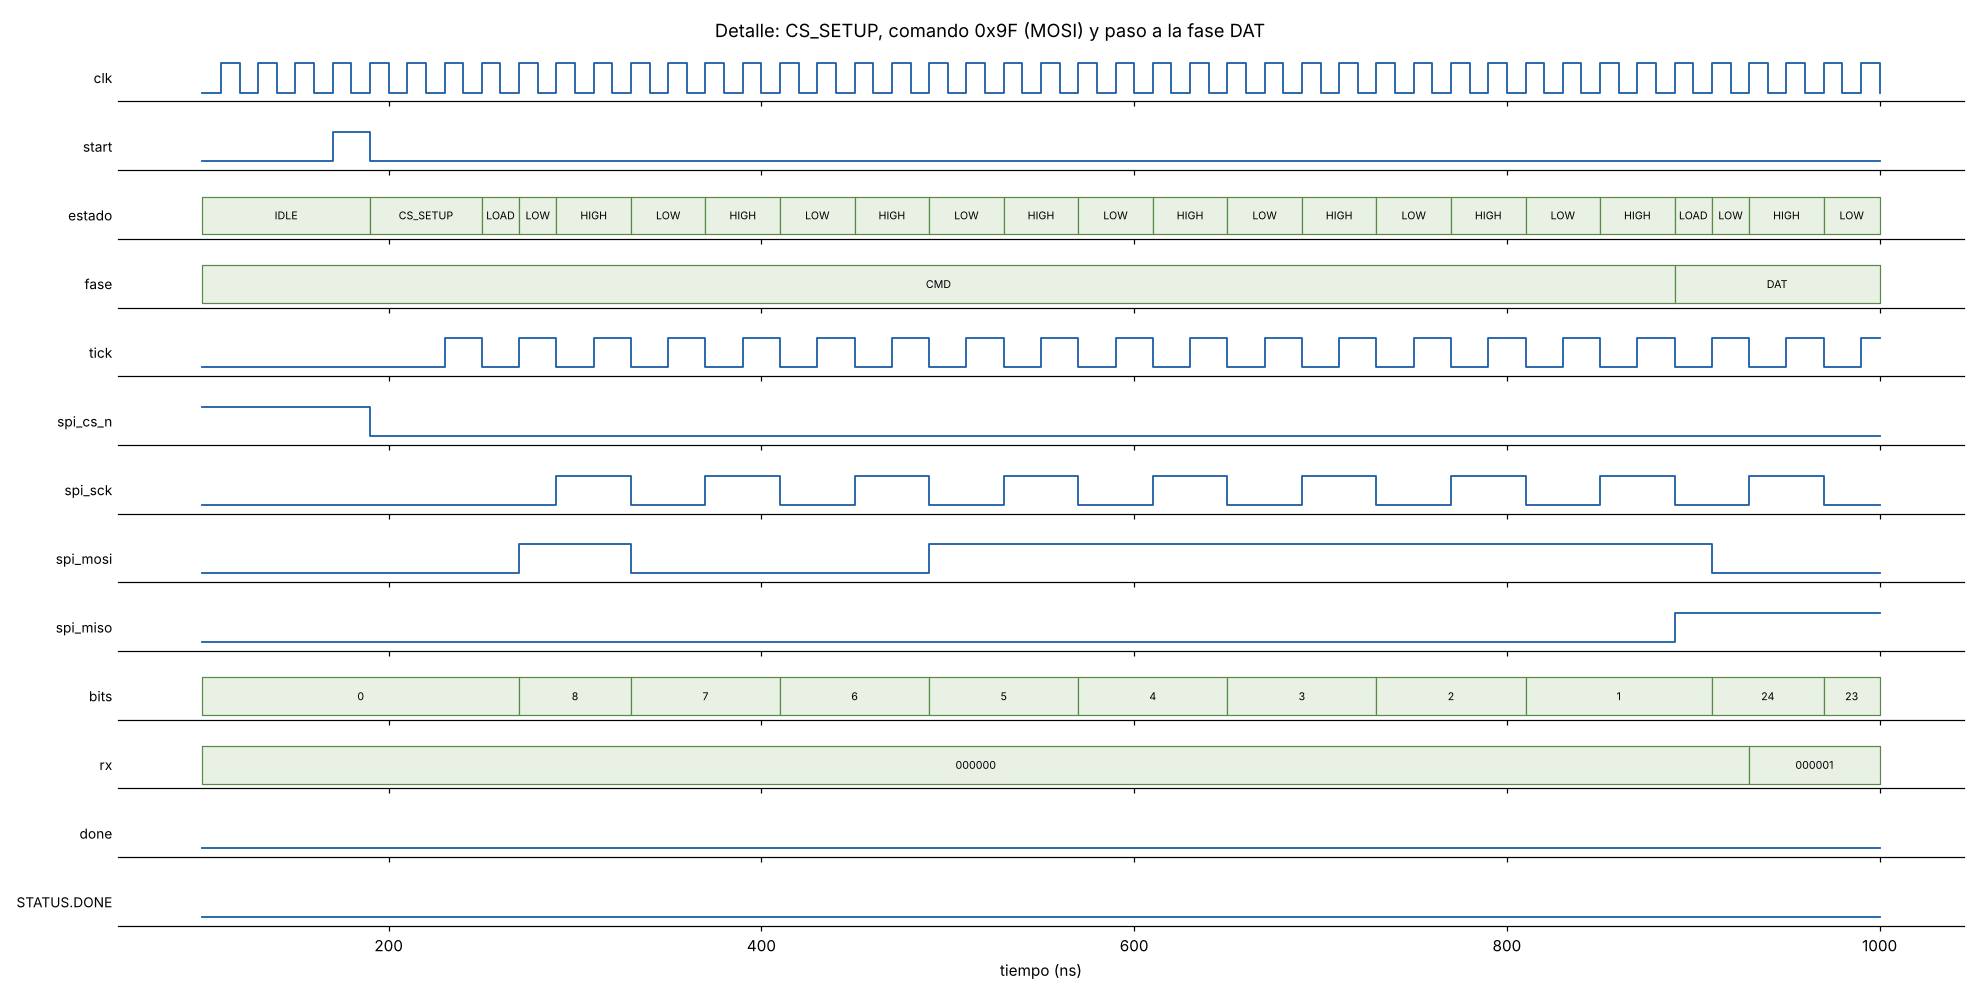 Detalle: CS_SETUP, comando 0x9F (MOSI) y paso a la fase DAT
clk
start
estado IDLE CS_SETUP LOAD LOW HIGH LOW HIGH LOW HIGH LOW HIGH LOW HIGH LOW HIGH LOW HIGH LOW HIGH LOAD LOW HIGH LOW
fase CMD DAT
tick
spi_cs_n
spi_sck
spi_mosi
spi_miso
bits 0 8 7 6 5 4 3 2 1 24 23
rx 000000 000001
done
STATUS.DONE
200 400 600 800 1000
tiempo (ns)